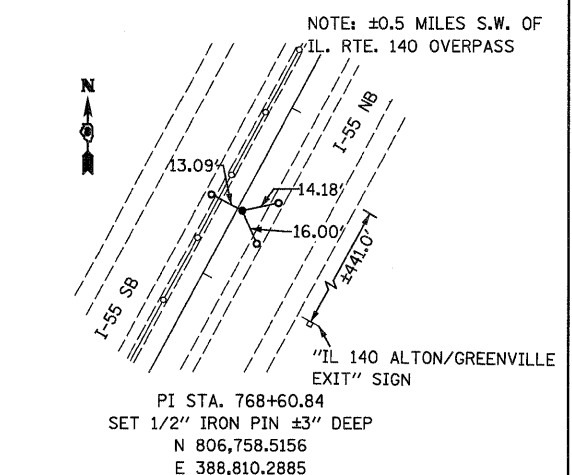 NOTE: ±0.5 MILES S.W. OF
IL. RTE. 140 OVERPASS
N
I-55 NB
13.09'
14.18'
16.00'
±441.0'
I-55 SB
"IL 140 ALTON/GREENVILLE
EXIT" SIGN
PI STA. 768+60.84
SET 1/2" IRON PIN ±3" DEEP
N 806,758.5156
E 388,810.2885